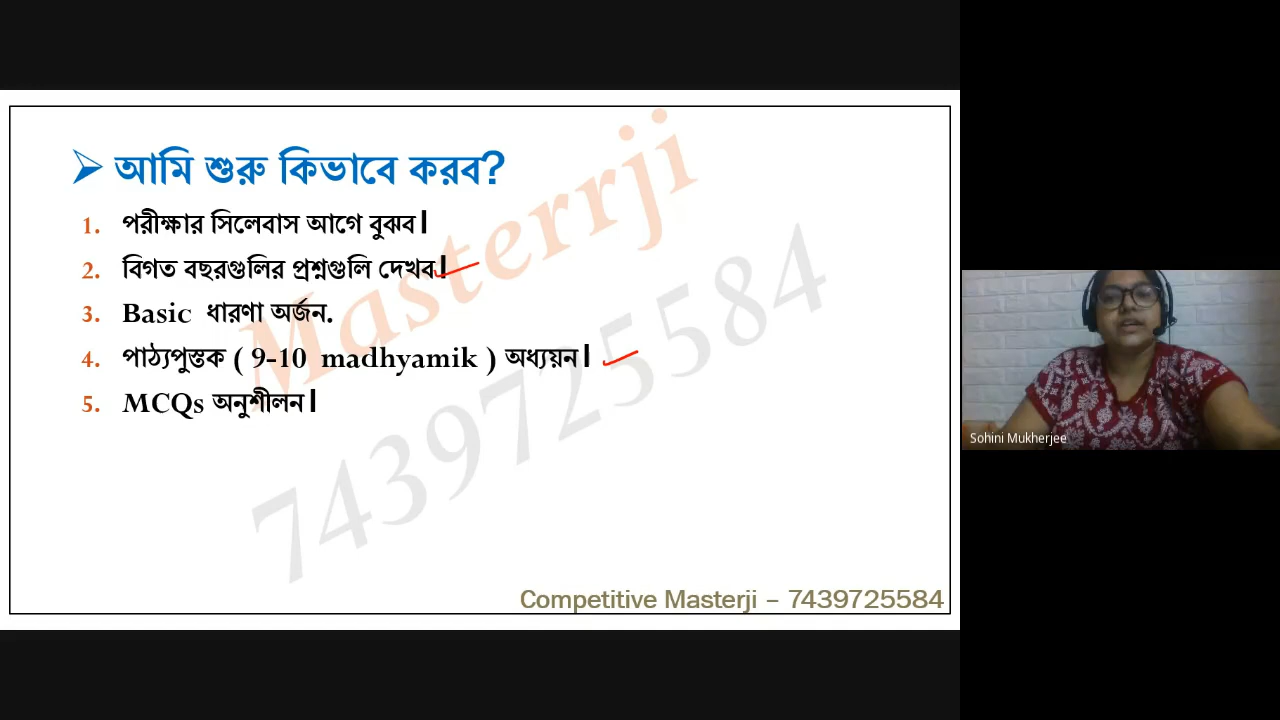 আমি শুরু কিভাবে করব?
1. পরীক্ষার সিলেবাস আগে বুঝব।
2. বিগত বছরগুলির প্রশ্নগুলি দেখব।
3. Basic ধারণা অর্জন.
4. পাঠ্যপুস্তক ( 9-10 madhyamik ) অধ্যয়ন।
5. MCQs অনুশীলন।
Masterrji
7439725584
Competitive Masterji – 7439725584
Sohini Mukherjee